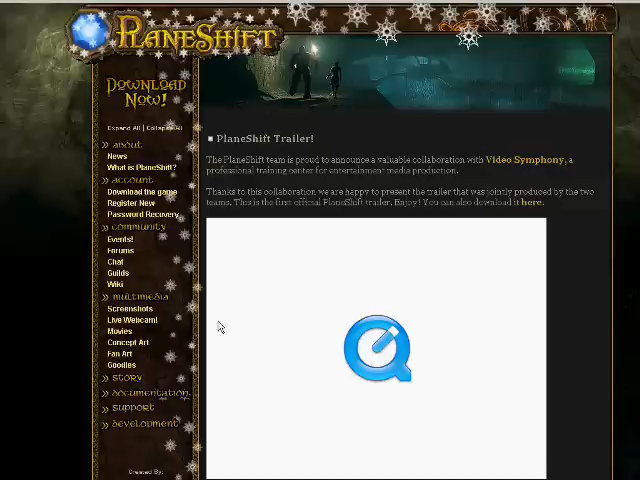 PLANESHIFT
DOWNLOAD
NOW!
Expand All | Collapse All
about
News
What is PlaneShift?
account
Download the game
Register New
Password Recovery
community
Events!
Forums
Chat
Guilds
Wiki
multimedia
Screenshots
Live Webcam!
Movies
Concept Art
Fan Art
Goodies
story
documentation
support
development
Created By:
PlaneShift Trailer!
The PlaneShift team is proud to announce a valuable collaboration with Video Symphony, a
professional training center for entertainment media production.
Thanks to this collaboration we are happy to present the trailer that was jointly produced by the two
teams. This is the first official PlaneShift trailer. Enjoy! You can also download it here.